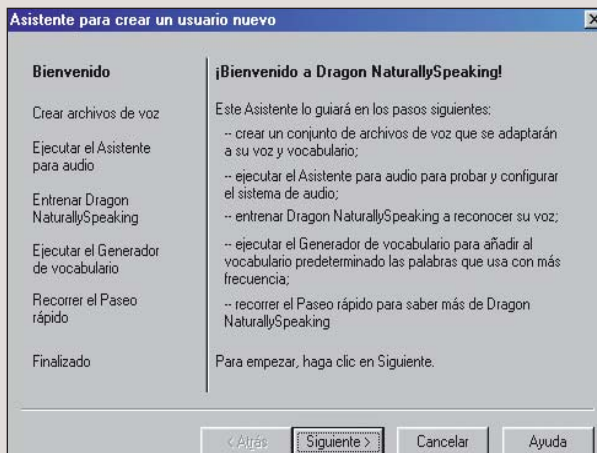 Asistente para crear un usuario nuevo
Bienvenido
Crear archivos de voz
Ejecutar el Asistente
para audio
Entrenar Dragon
NaturallySpeaking
Ejecutar el Generador
de vocabulario
Recorrer el Paseo
rápido
Finalizado
¡Bienvenido a Dragon NaturallySpeaking!
Este Asistente lo guiará en los pasos siguientes:
-- crear un conjunto de archivos de voz que se adaptarán
a su voz y vocabulario;
-- ejecutar el Asistente para audio para probar y configurar
el sistema de audio;
-- entrenar Dragon NaturallySpeaking a reconocer su voz;
-- ejecutar el Generador de vocabulario para añadir al
vocabulario predeterminado las palabras que usa con más
frecuencia;
-- recorrer el Paseo rápido para saber más de Dragon
NaturallySpeaking
Para empezar, haga clic en Siguiente.
< Atrás Siguiente > Cancelar Ayuda